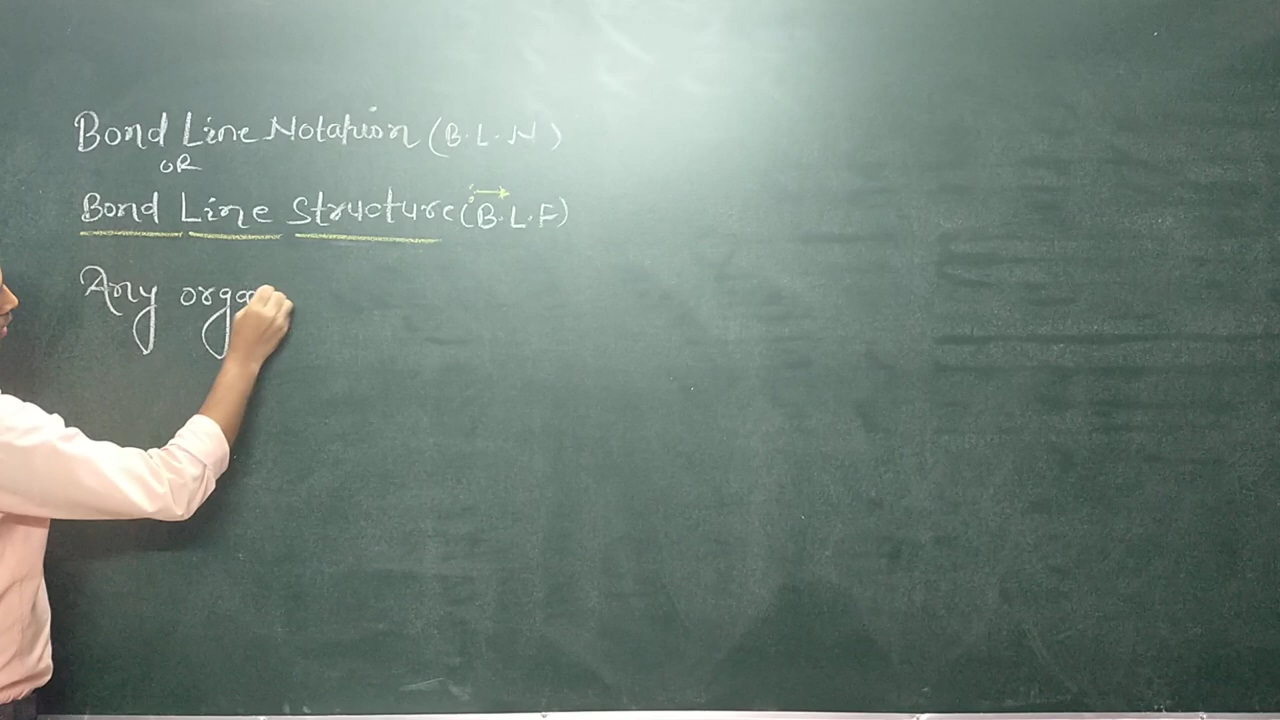 Bond Line Notation (B.L.N)
OR
Bond Line Structure (B.L.F)
Any orga